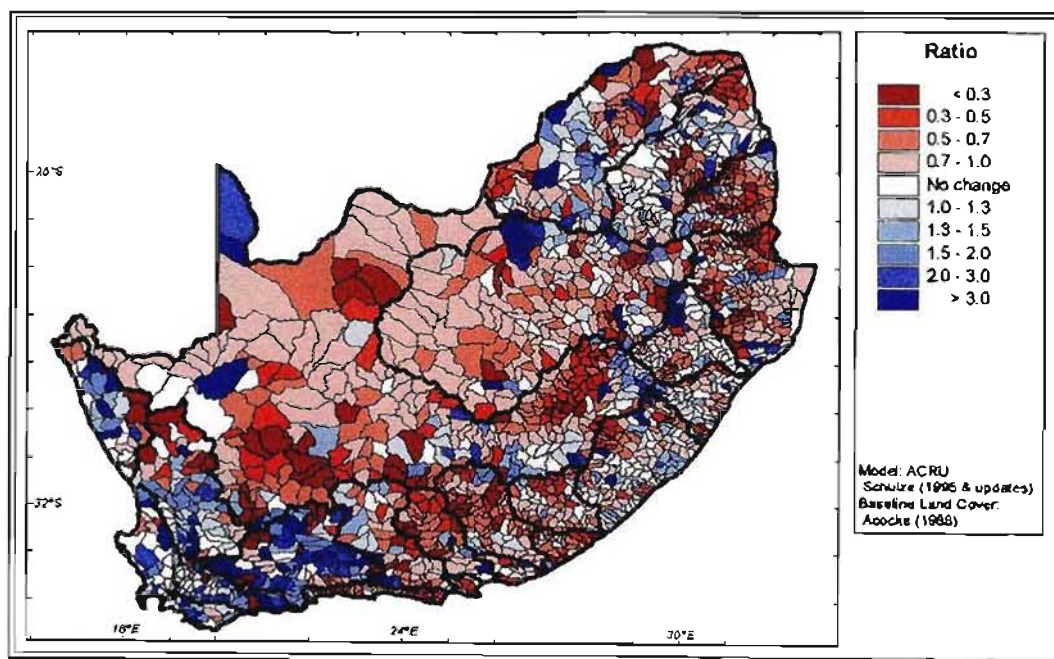 Ratio
< 0.3
0.3 - 0.5
0.5 - 0.7
0.7 - 1.0
No change
1.0 - 1.3
1.3 - 1.5
1.5 - 2.0
2.0 - 3.0
> 3.0
Model: ACRU
Schulze (1995 & updates)
Baseline Land Cover:
Acocks (1988)
32°S
24°E
30°E